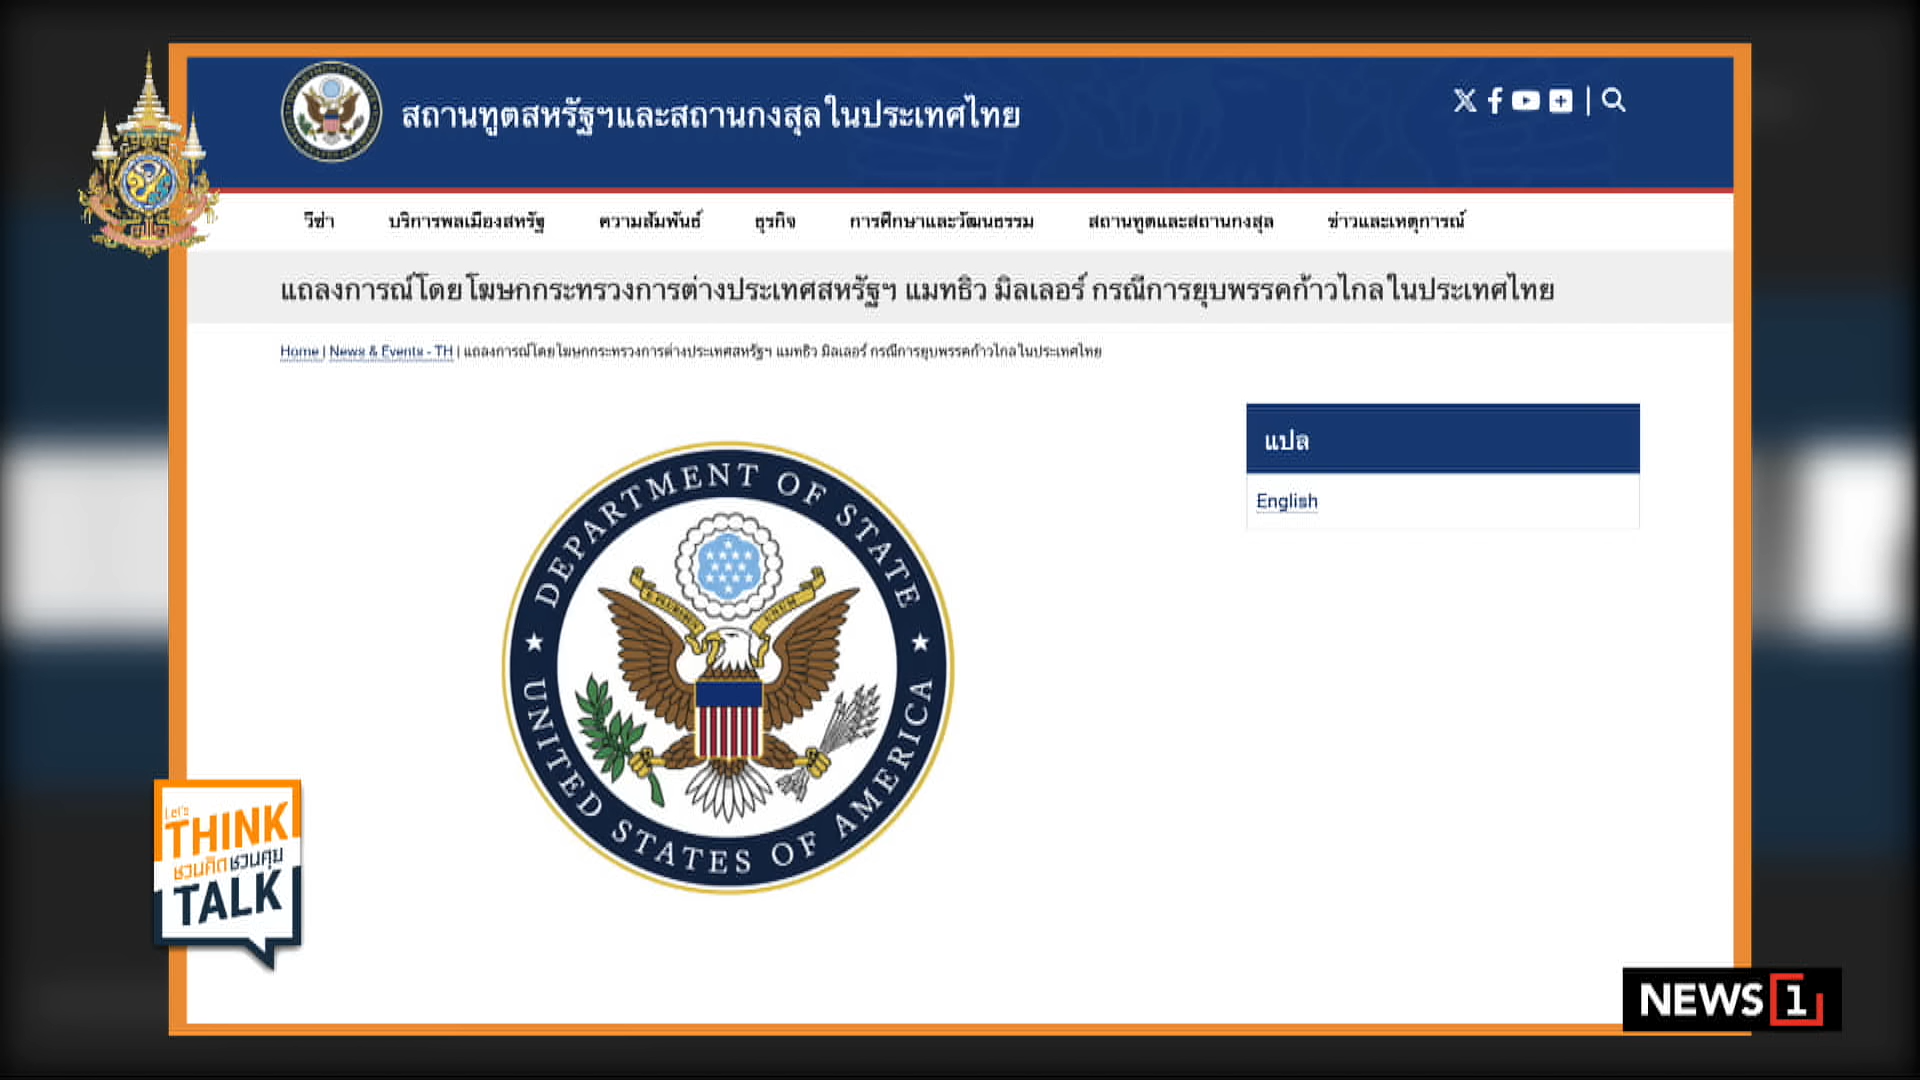 สถานทูตสหรัฐฯและสถานกงสุลในประเทศไทย
วีซ่า บริการพลเมืองสหรัฐ ความสัมพันธ์ ธุรกิจ การศึกษาและวัฒนธรรม สถานทูตและสถานกงสุล ข่าวและเหตุการณ์
แถลงการณ์โดยโฆษกกระทรวงการต่างประเทศสหรัฐฯ แมทธิว มิลเลอร์ กรณีการยุบพรรคก้าวไกลในประเทศไทย
Home | News & Events - TH | แถลงการณ์โดยโฆษกกระทรวงการต่างประเทศสหรัฐฯ แมทธิว มิลเลอร์ กรณีการยุบพรรคก้าวไกลในประเทศไทย
แปล
English
DEPARTMENT OF STATE
UNITED STATES OF AMERICA
Let's
THINK
ชวนคิดชวนคุย
TALK
NEWS 1